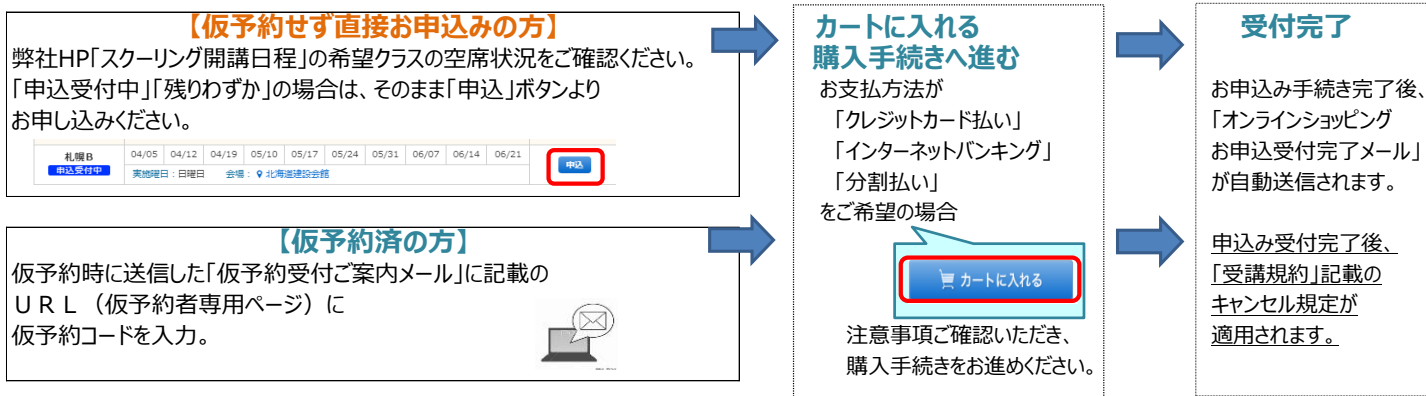 【仮予約せず直接お申込みの方】
弊社HP「スクーリング開講日程」の希望クラスの空席状況をご確認ください。
「申込受付中」「残りわずか」の場合は、そのまま「申込」ボタンより
お申し込みください。
札幌B
申込受付中
04/05 04/12 04/19 05/10 05/17 05/24 05/31 06/07 06/14 06/21
実施曜日：日曜日 会場：北海道建設会館
申込
【仮予約済の方】
仮予約時に送信した「仮予約受付ご案内メール」に記載の
ＵＲＬ（仮予約者専用ページ）に
仮予約コードを入力。
カートに入れる
購入手続きへ進む
お支払方法が
「クレジットカード払い」
「インターネットバンキング」
「分割払い」
をご希望の場合
カートに入れる
注意事項ご確認いただき、
購入手続きをお進めください。
受付完了
お申込み手続き完了後、
「オンラインショッピング
お申込受付完了メール」
が自動送信されます。
申込み受付完了後、
「受講規約」記載の
キャンセル規定が
適用されます。